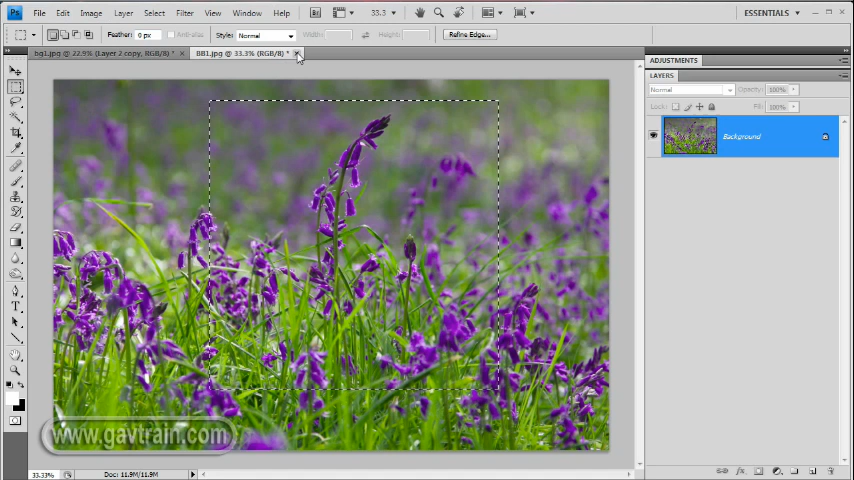 Ps File Edit Image Layer Select Filter View Window Help Br 33.3 ESSENTIALS
Feather: 0 px Anti-alias Style: Normal Width: Height: Refine Edge...
bg1.jpg @ 22.9% (Layer 2 copy, RGB/8) * × BB1.jpg @ 33.3% (RGB/8) * ×
ADJUSTMENTS
LAYERS
Normal Opacity: 100%
Lock: Fill: 100%
Background
T
www.gavtrain.com
33.33% Doc: 11.9M/11.9M
fx